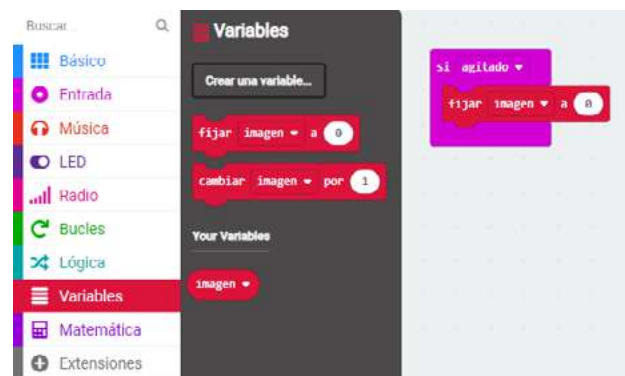 Buscar...
Básico
Entrada
Música
LED
Radio
Bucles
Lógica
Variables
Matemática
Extensiones
Variables
Crear una variable...
fijar imagen a 0
cambiar imagen por 1
Your Variables
imagen
si agitado
fijar imagen a 0